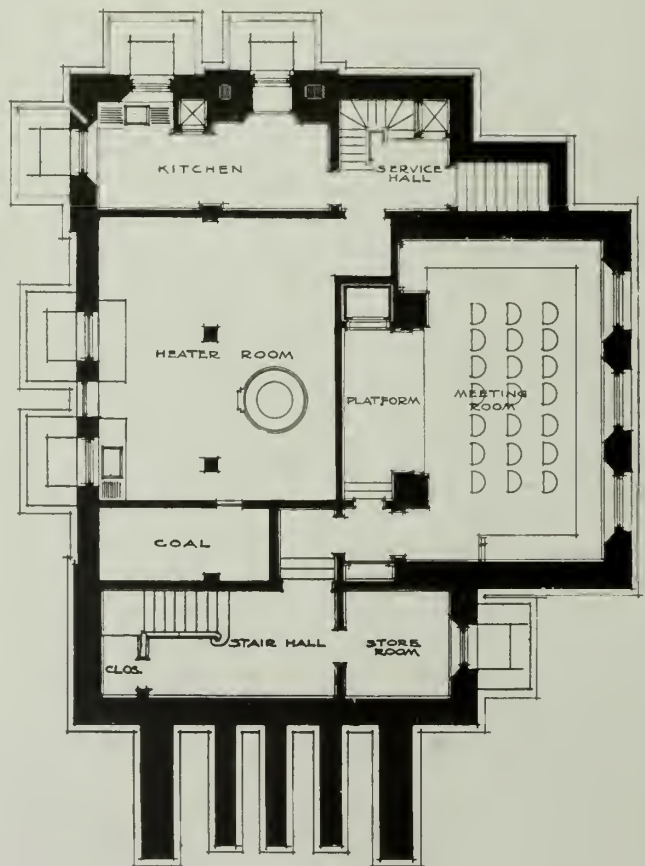 KITCHEN
SERVICE
HALL
HEATER ROOM
PLATFORM
MEETING
ROOM
COAL
STAIR HALL
STORE
ROOM
CLOS.